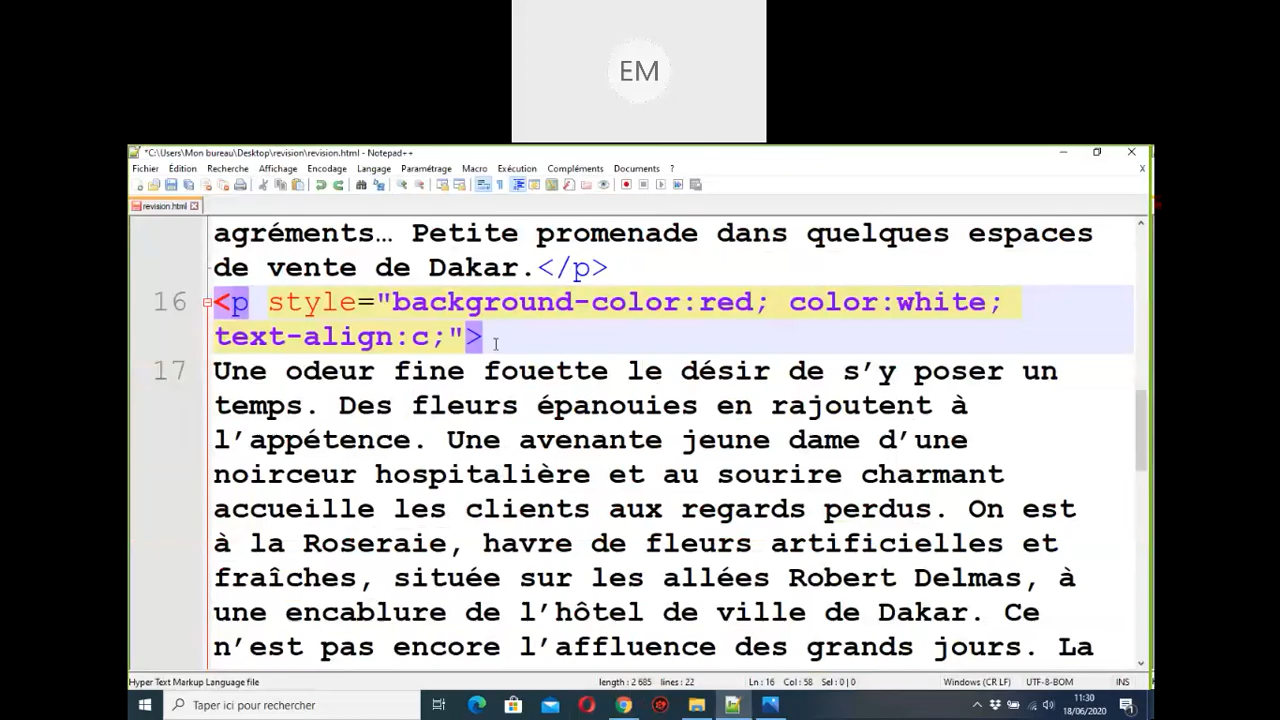 EM
*C:\Users\Mon bureau\Desktop\revision\revision.html - Notepad++
Fichier Édition Recherche Affichage Encodage Langage Paramétrage Macro Exécution Compléments Documents ? X
revision.html
agréments… Petite promenade dans quelques espaces
de vente de Dakar.</p>
16 <p style="background-color:red; color:white;
text-align:c;">
17 Une odeur fine fouette le désir de s’y poser un
temps. Des fleurs épanouies en rajoutent à
l’appétence. Une avenante jeune dame d’une
noirceur hospitalière et au sourire charmant
accueille les clients aux regards perdus. On est
à la Roseraie, havre de fleurs artificielles et
fraîches, située sur les allées Robert Delmas, à
une encablure de l’hôtel de ville de Dakar. Ce
n’est pas encore l’affluence des grands jours. La
Hyper Text Markup Language file length : 2 685 lines : 22 Ln : 16 Col : 58 Sel : 0 | 0 Windows (CR LF) UTF-8-BOM INS
Taper ici pour rechercher
11:30
18/06/2020